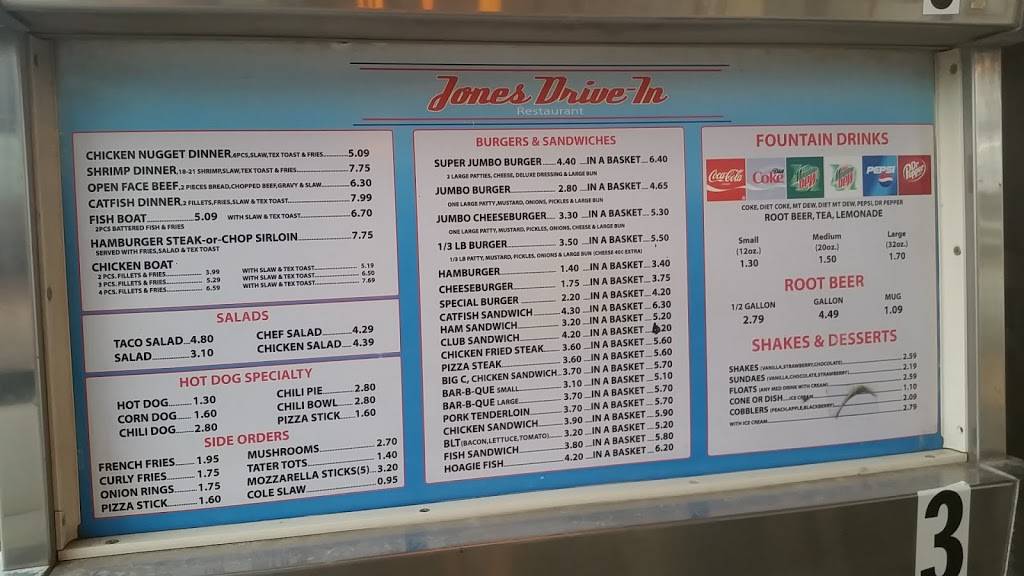 Jones Drive-In
Restaurant
CHICKEN NUGGET DINNER,6PCS,SLAW,TEX TOAST & FRIES............5.09
SHRIMP DINNER,18-21 SHRIMP,SLAW,TEX TOAST & FRIES............7.75
OPEN FACE BEEF,2 PIECES BREAD,CHOPPED BEEF,GRAVY & SLAW............6.30
CATFISH DINNER,2 FILLETS,FRIES,SLAW & TEX TOAST............7.99
FISH BOAT............5.09 WITH SLAW & TEX TOAST............6.70
2PCS BATTERED FISH & FRIES
HAMBURGER STEAK-or-CHOP SIRLOIN............7.75
SERVED WITH FRIES,SALAD & TEX TOAST
CHICKEN BOAT
2 PCS. FILLETS & FRIES............3.99 WITH SLAW & TEX TOAST............5.19
3 PCS. FILLETS & FRIES............5.29 WITH SLAW & TEX TOAST............6.50
4 PCS. FILLETS & FRIES............6.59 WITH SLAW & TEX TOAST............7.69
SALADS
TACO SALAD...4.80 CHEF SALAD...........4.29
SALAD............3.10 CHICKEN SALAD...4.39
HOT DOG SPECIALTY
HOT DOG........1.30 CHILI PIE........2.80
CORN DOG.....1.60 CHILI BOWL...2.80
CHILI DOG......2.80 PIZZA STICK....1.60
SIDE ORDERS
FRENCH FRIES...... 1.95 MUSHROOMS............2.70
CURLY FRIES......... 1.75 TATER TOTS............1.40
ONION RINGS....... 1.75 MOZZARELLA STICKS(5)...3.20
PIZZA STICK.......... 1.60 COLE SLAW............0.95
BURGERS & SANDWICHES
SUPER JUMBO BURGER.... 4.40 ...IN A BASKET...6.40
2 LARGE PATTIES, CHEESE, DELUXE DRESSING & LARGE BUN
JUMBO BURGER............ 2.80 ...IN A BASKET... 4.65
ONE LARGE PATTY,MUSTARD, ONIONS, PICKLES & LARGE BUN
JUMBO CHEESEBURGER... 3.30 ...IN A BASKET...5.30
ONE LARGE PATTY, MUSTARD, PICKLES, ONIONS, CHEESE & LARGE BUN
1/3 LB BURGER............ 3.50 ...IN A BASKET...5.50
1/3 LB PATTY, MUSTARD, PICKLES, ONIONS & LARGE BUN (CHEESE 40¢ EXTRA)
HAMBURGER............ 1.40 ...IN A BASKET...3.40
CHEESEBURGER............ 1.75 ...IN A BASKET...3.75
SPECIAL BURGER............ 2.20 ...IN A BASKET...4.20
CATFISH SANDWICH............ 4.30 ...IN A BASKET...6.30
HAM SANDWICH............ 3.20 ...IN A BASKET...5.20
CLUB SANDWICH............ 4.20 ...IN A BASKET...6.20
CHICKEN FRIED STEAK.... 3.60 ...IN A BASKET...5.60
PIZZA STEAK............ 3.60 ...IN A BASKET...5.60
BIG C, CHICKEN SANDWICH..3.70 ...IN A BASKET...5.70
BAR-B-QUE SMALL............3.10 ...IN A BASKET...5.10
BAR-B-QUE LARGE............3.70 ...IN A BASKET...5.70
PORK TENDERLOIN............3.70 ...IN A BASKET...5.70
CHICKEN SANDWICH............3.90 ...IN A BASKET...5.90
BLT(BACON,LETTUCE,TOMATO)....3.20 ...IN A BASKET...5.20
FISH SANDWICH............ 3.80 ...IN A BASKET...5.80
HOAGIE FISH............ 4.20 ...IN A BASKET...6.20
FOUNTAIN DRINKS
Coca-Cola
Diet Coke
Mtn Dew
PEPSI
Dr Pepper
COKE, DIET COKE, MT DEW, DIET MT DEW, PEPSI, DR PEPPER
ROOT BEER, TEA, LEMONADE
Small Medium Large
(12oz.) (20oz.) (32oz.)
1.30 1.50 1.70
ROOT BEER
1/2 GALLON GALLON MUG
2.79 4.49 1.09
SHAKES & DESSERTS
SHAKES (VANILLA,STRAWBERRY,CHOCOLATE)............2.59
SUNDAES (VANILLA,CHOCOLATE,STRAWBERRY)............2.19
FLOATS (ANY MED DRINK WITH CREAM)............2.59
CONE OR DISH.....ICE CREAM............1.10
COBBLERS (PEACH,APPLE,BLACKBERRY)............2.09
WITH ICE CREAM............2.79
3